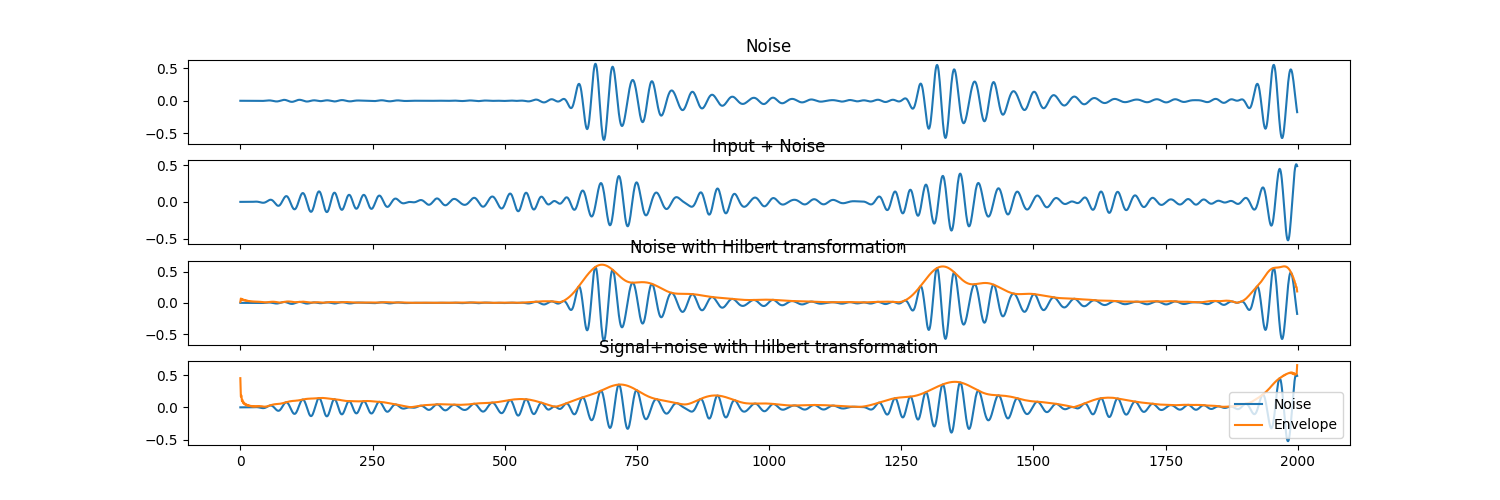 Noise
0.5
0.0
−0.5
Input + Noise
0.5
0.0
−0.5
Noise with Hilbert transformation
0.5
0.0
−0.5
Signal+noise with Hilbert transformation
0.5
0.0
−0.5
Noise
Envelope
0 250 500 750 1000 1250 1500 1750 2000